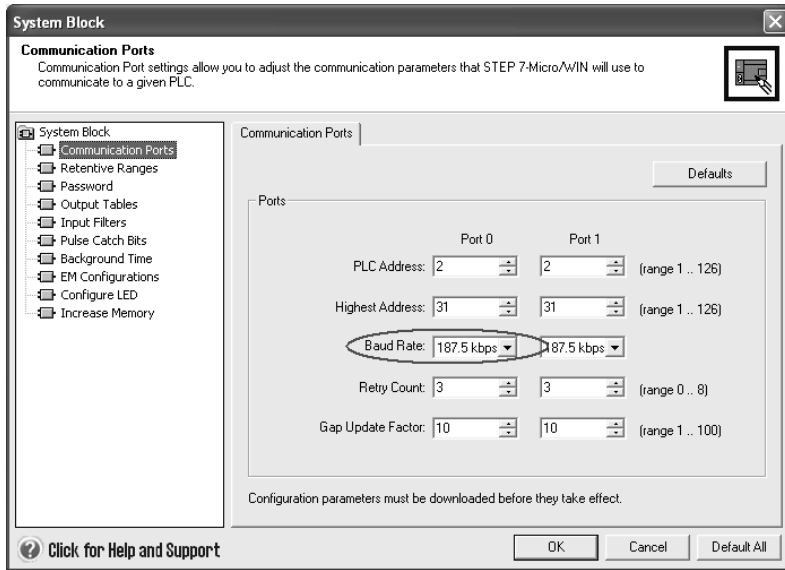 System Block
Communication Ports
Communication Port settings allow you to adjust the communication parameters that STEP 7-Micro/WIN will use to
communicate to a given PLC.
System Block
Communication Ports
Retentive Ranges
Password
Output Tables
Input Filters
Pulse Catch Bits
Background Time
EM Configurations
Configure LED
Increase Memory
Communication Ports
Defaults
Ports
Port 0 Port 1
PLC Address: 2 2 (range 1 .. 126)
Highest Address: 31 31 (range 1 .. 126)
Baud Rate: 187.5 kbps 187.5 kbps
Retry Count: 3 3 (range 0 .. 8)
Gap Update Factor: 10 10 (range 1 .. 100)
Configuration parameters must be downloaded before they take effect.
Click for Help and Support
OK Cancel Default All